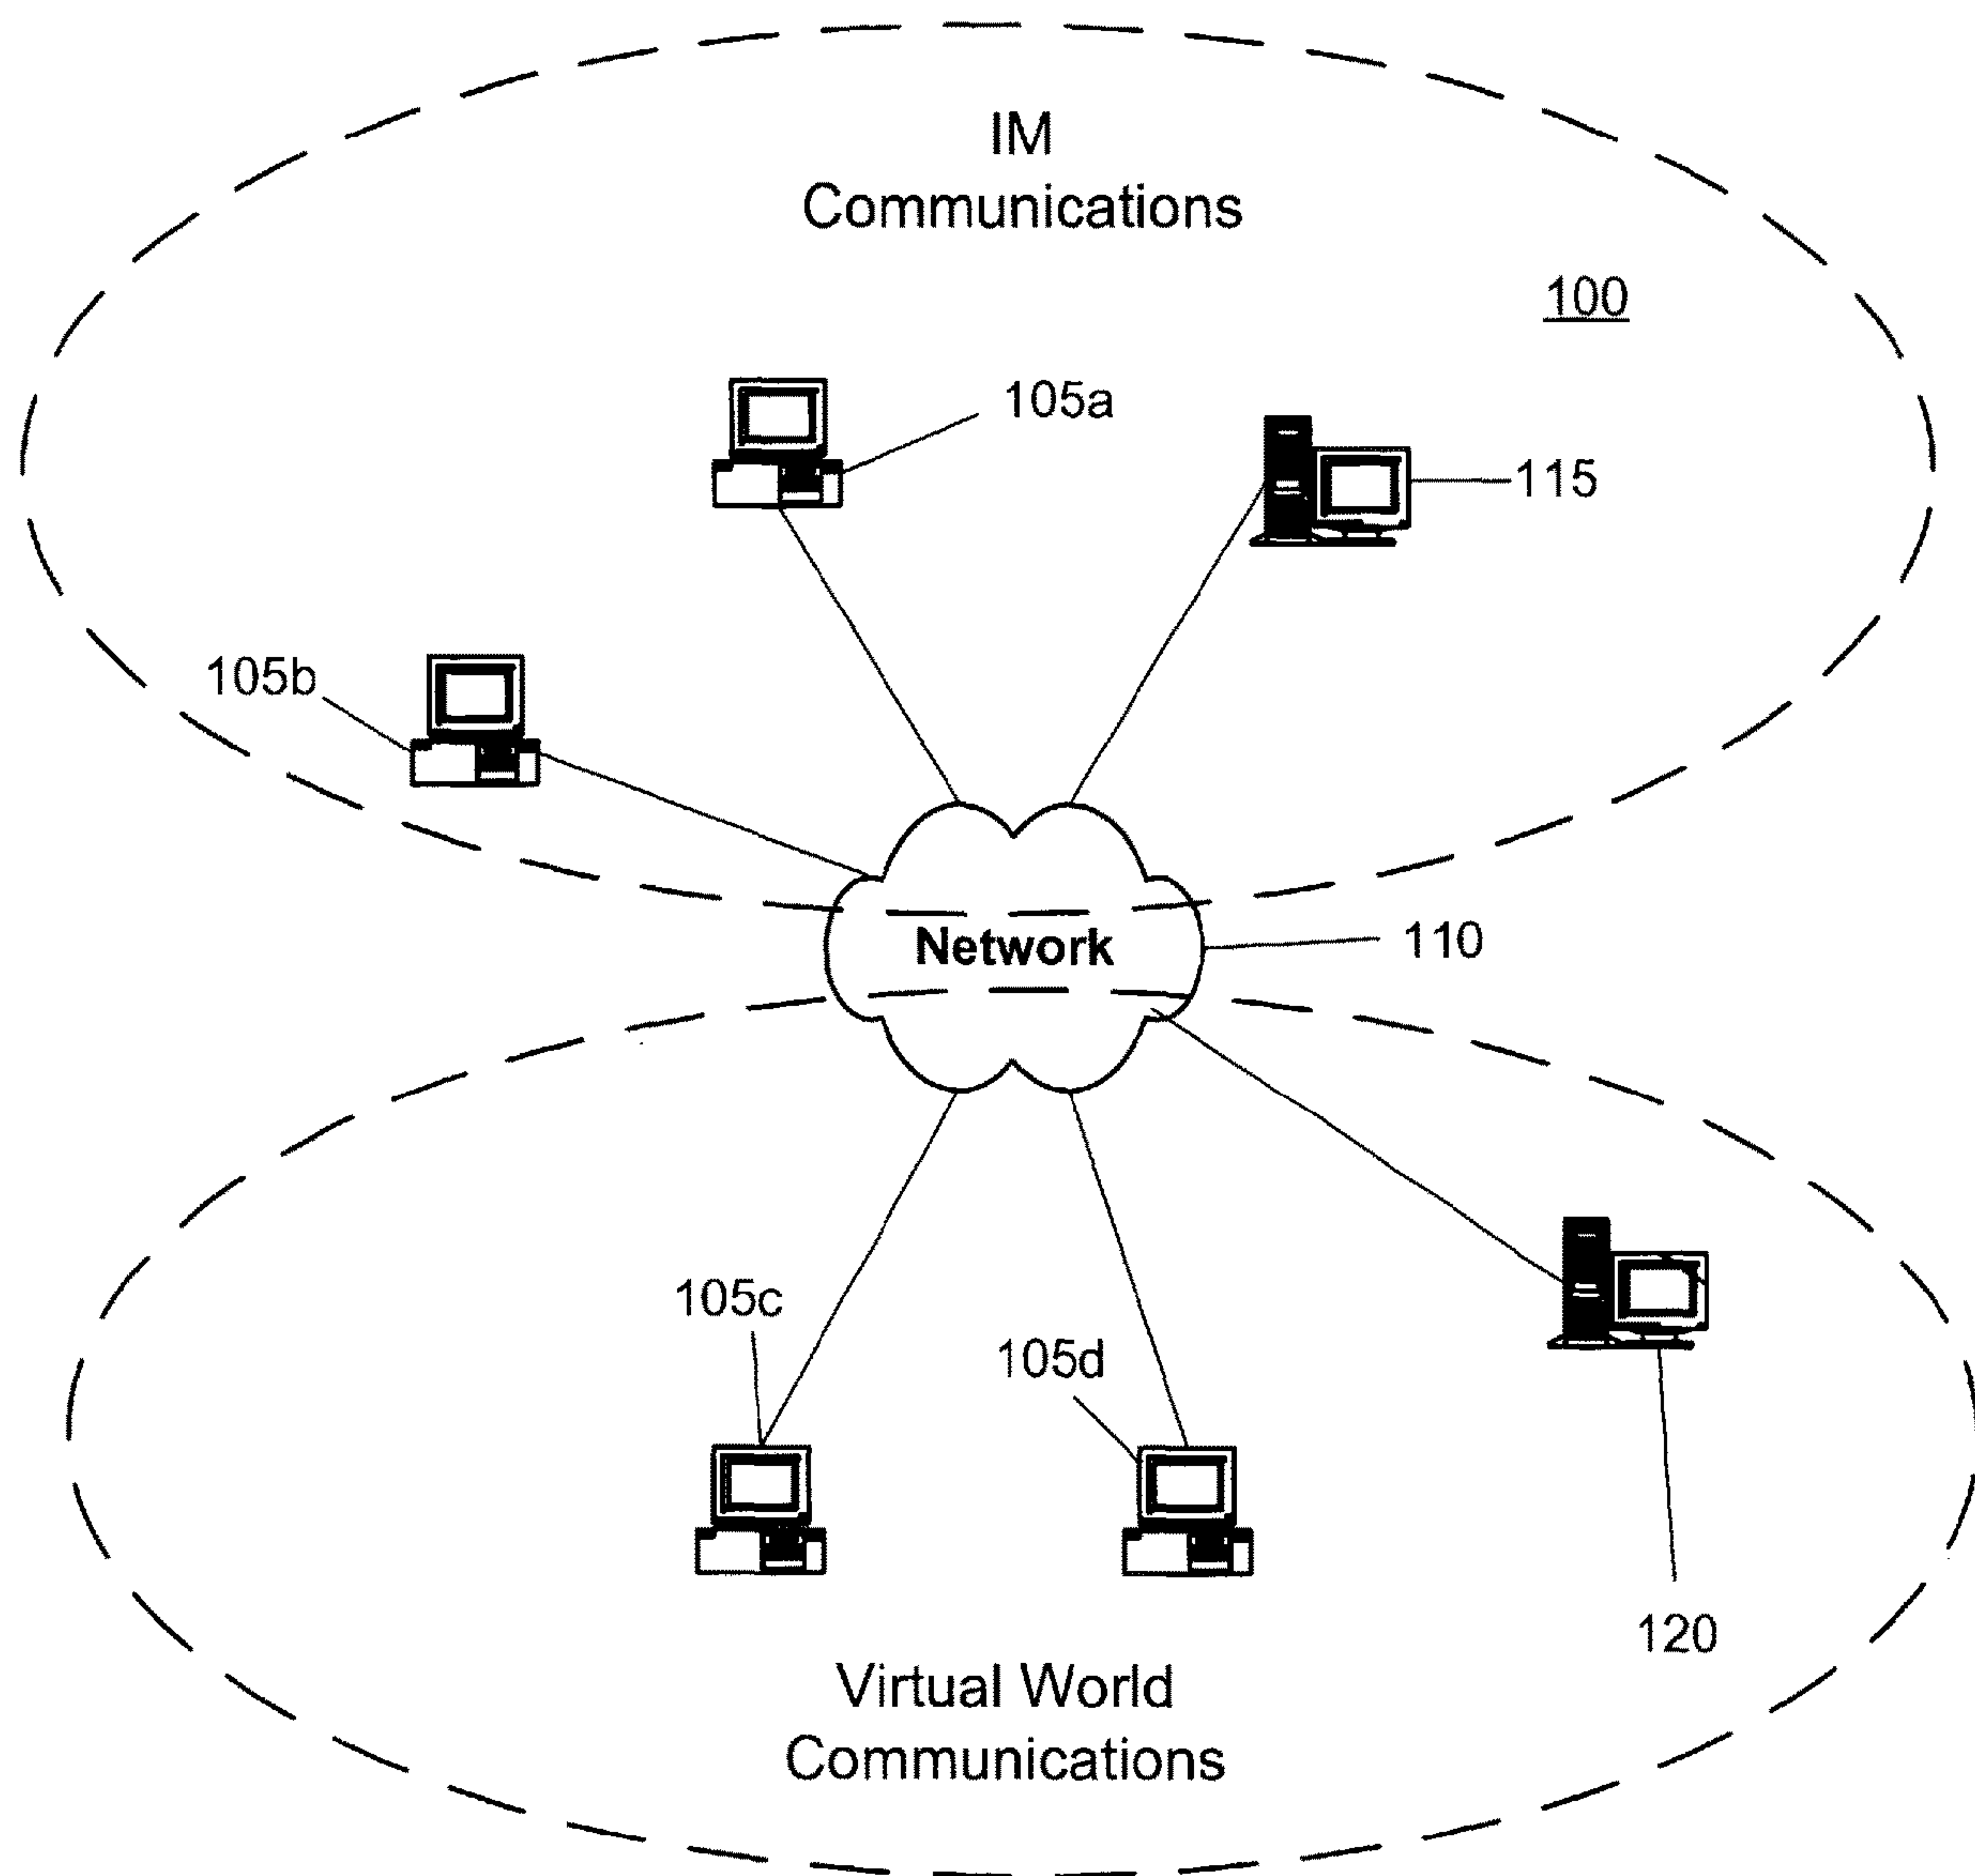 IM
Communications
100
105a
115
105b
Network
110
105c
105d
120
Virtual World
Communications